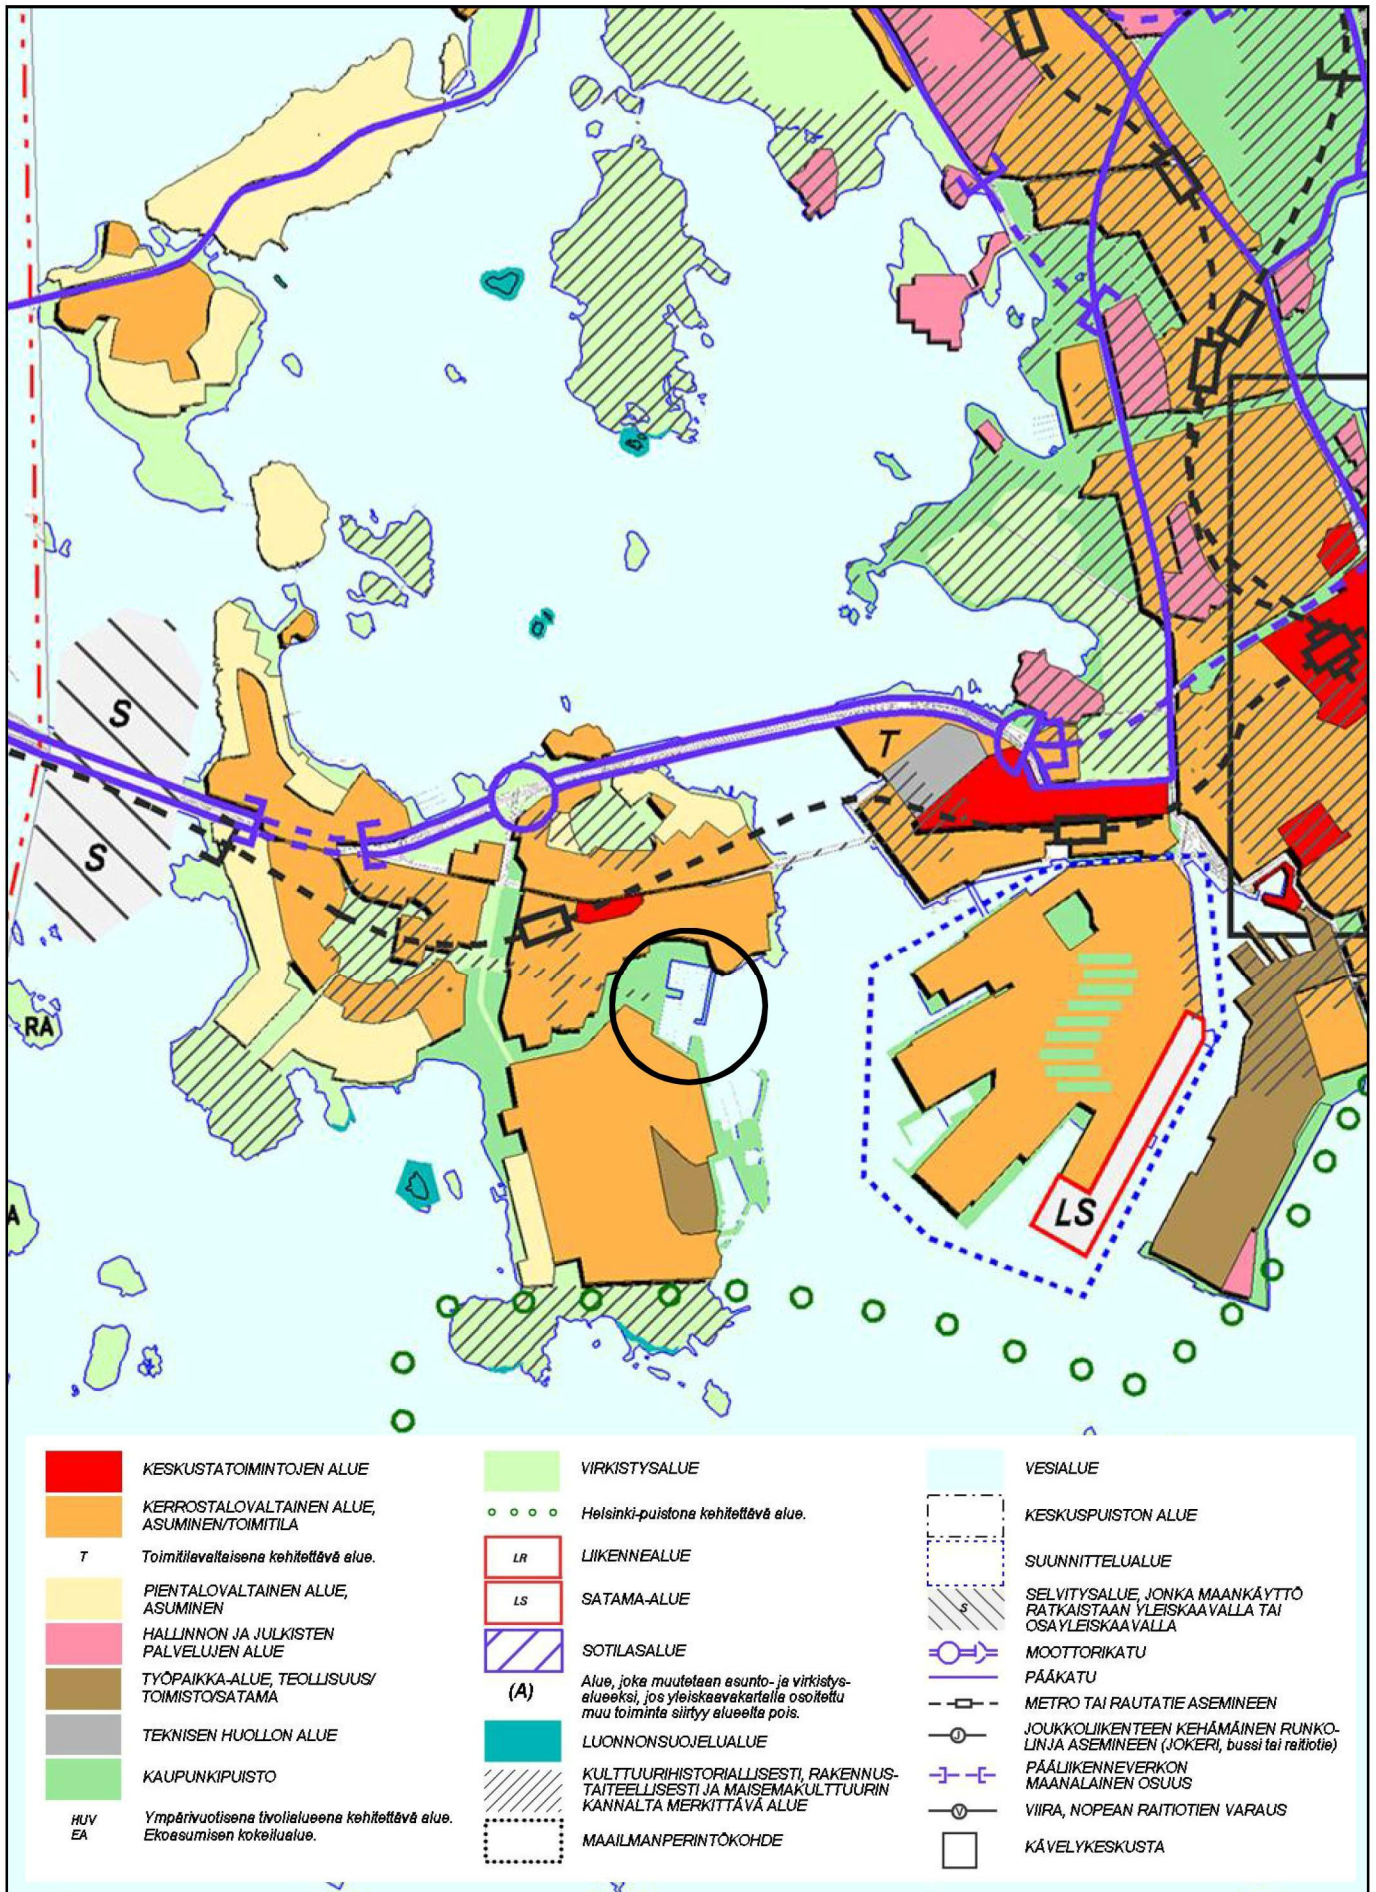 T
S
S
RA
A
LS
KESKUSTATOIMINTOJEN ALUE
KERROSTALOVALTAINEN ALUE,
ASUMINEN/TOIMITILA
T
Toimitilavaltaisena kehitettävä alue.
PIENTALOVALTAINEN ALUE,
ASUMINEN
HALLINNON JA JULKISTEN
PALVELUJEN ALUE
TYÖPAIKKA-ALUE, TEOLLISUUS/
TOIMISTO/SATAMA
TEKNISEN HUOLLON ALUE
KAUPUNKIPUISTO
HUV
Ympärivuotisena tivolialueena kehitettävä alue.
EA
Ekoasumisen kokeilualue.
VIRKISTYSALUE
Helsinki-puistona kehitettävä alue.
LR
LIIKENNEALUE
LS
SATAMA-ALUE
SOTILASALUE
(A)
Alue, joka muutetaan asunto- ja virkistys-
alueeksi, jos yleiskaavakartalla osoitettu
muu toiminta siirtyy alueelta pois.
LUONNONSUOJELUALUE
KULTTUURIHISTORIALLISESTI, RAKENNUS-
TAITEELLISESTI JA MAISEMAKULTTUURIN
KANNALTA MERKITTÄVÄ ALUE
MAAILMANPERINTÖKOHDE
VESIALUE
KESKUSPUISTON ALUE
SUUNNITTELUALUE
S
SELVITYSALUE, JONKA MAANKÄYTTÖ
RATKAISTAAN YLEISKAAVALLA TAI
OSAYLEISKAAVALLA
MOOTTORIKATU
PÄÄKATU
METRO TAI RAUTATIE ASEMINEEN
J
JOUKKOLIIKENTEEN KEHÄMÄINEN RUNKO-
LINJA ASEMINEEN (JOKERI, bussi tai raitiotie)
PÄÄLIIKENNEVERKON
MAANALAINEN OSUUS
V
VIIRA, NOPEAN RAITIOTIEN VARAUS
KÄVELYKESKUSTA